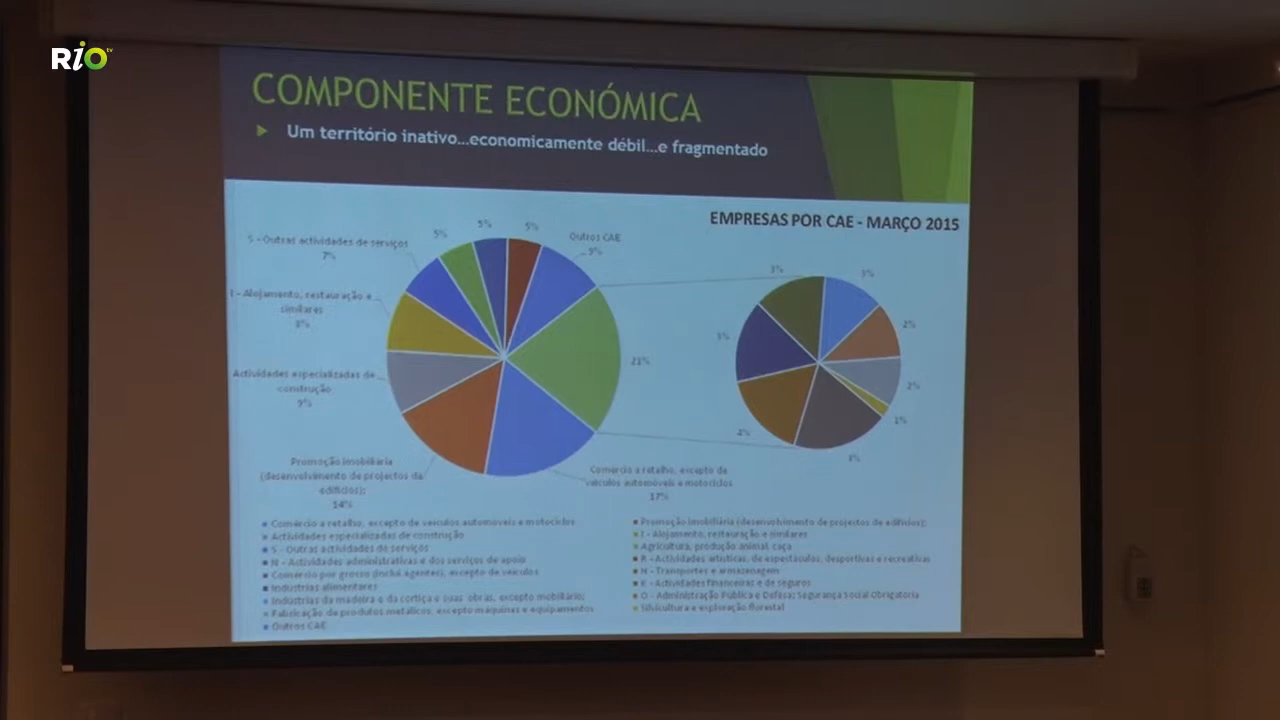 RiO tv
COMPONENTE ECONÓMICA
Um território inativo...economicamente débil...e fragmentado
EMPRESAS POR CAE - MARÇO 2015
5%
5%
5%
Outros CAE
9%
S - Outras actividades de serviços
7%
I - Alojamento, restauração e
similares
8%
Actividades especializadas de
construção
9%
Promoção imobiliária
(desenvolvimento de projectos de
edifícios);
14%
Comércio a retalho, excepto de
veículos automóveis e motociclos
17%
21%
3%
3%
2%
2%
1%
3%
Comércio a retalho, excepto de veículos automóveis e motociclos
Actividades especializadas de construção
S - Outras actividades de serviços
N - Actividades administrativas e dos serviços de apoio
Comércio por grosso (inclui agentes), excepto de veículos
Indústrias alimentares
Indústrias da madeira e da cortiça e suas obras, excepto mobiliário;
Fabricação de produtos metálicos, excepto máquinas e equipamentos
Outros CAE
Promoção imobiliária (desenvolvimento de projectos de edifícios);
I - Alojamento, restauração e similares
Agricultura, produção animal, caça
R - Actividades artísticas, de espectáculos, desportivas e recreativas
H - Transportes e armazenagem
K - Actividades financeiras e de seguros
O - Administração Pública e Defesa; Segurança Social Obrigatória
Silvicultura e exploração florestal